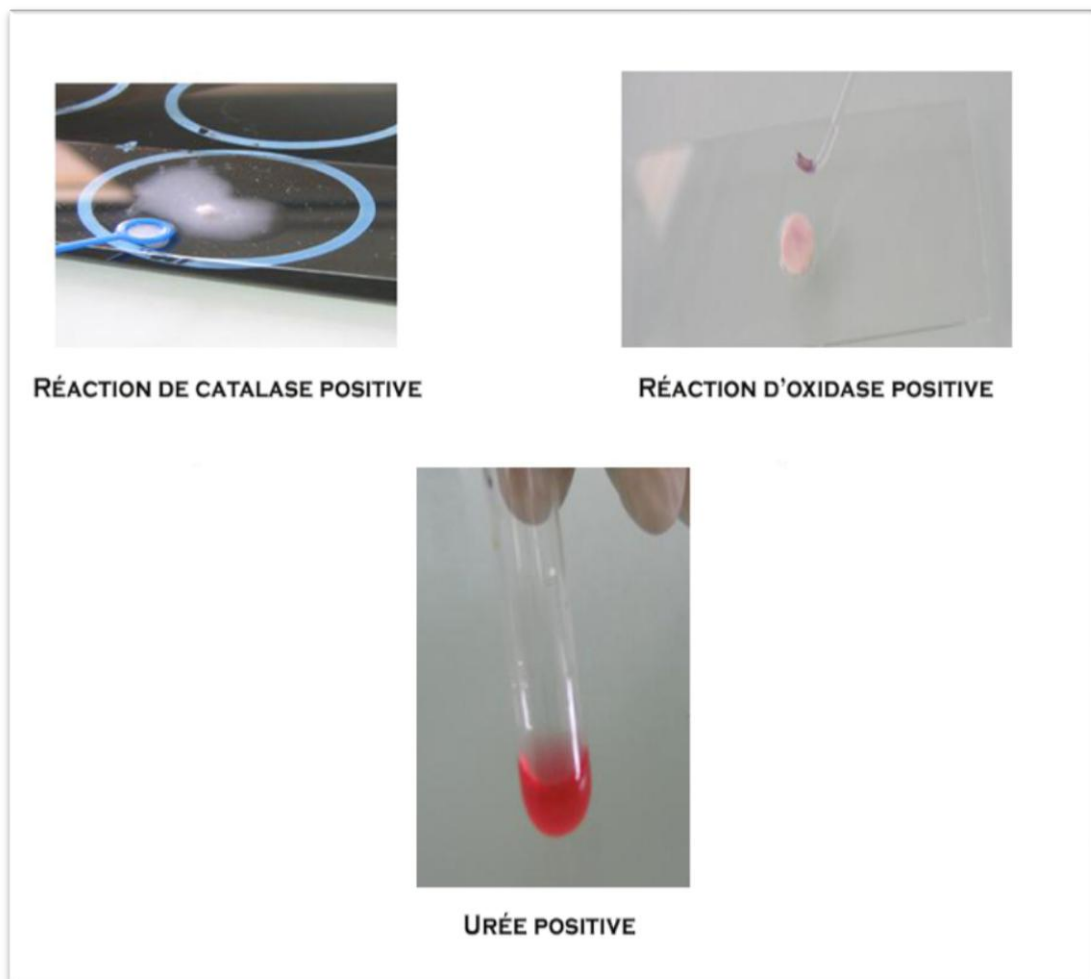 RÉACTION DE CATALASE POSITIVE
RÉACTION D'OXIDASE POSITIVE
URÉE POSITIVE